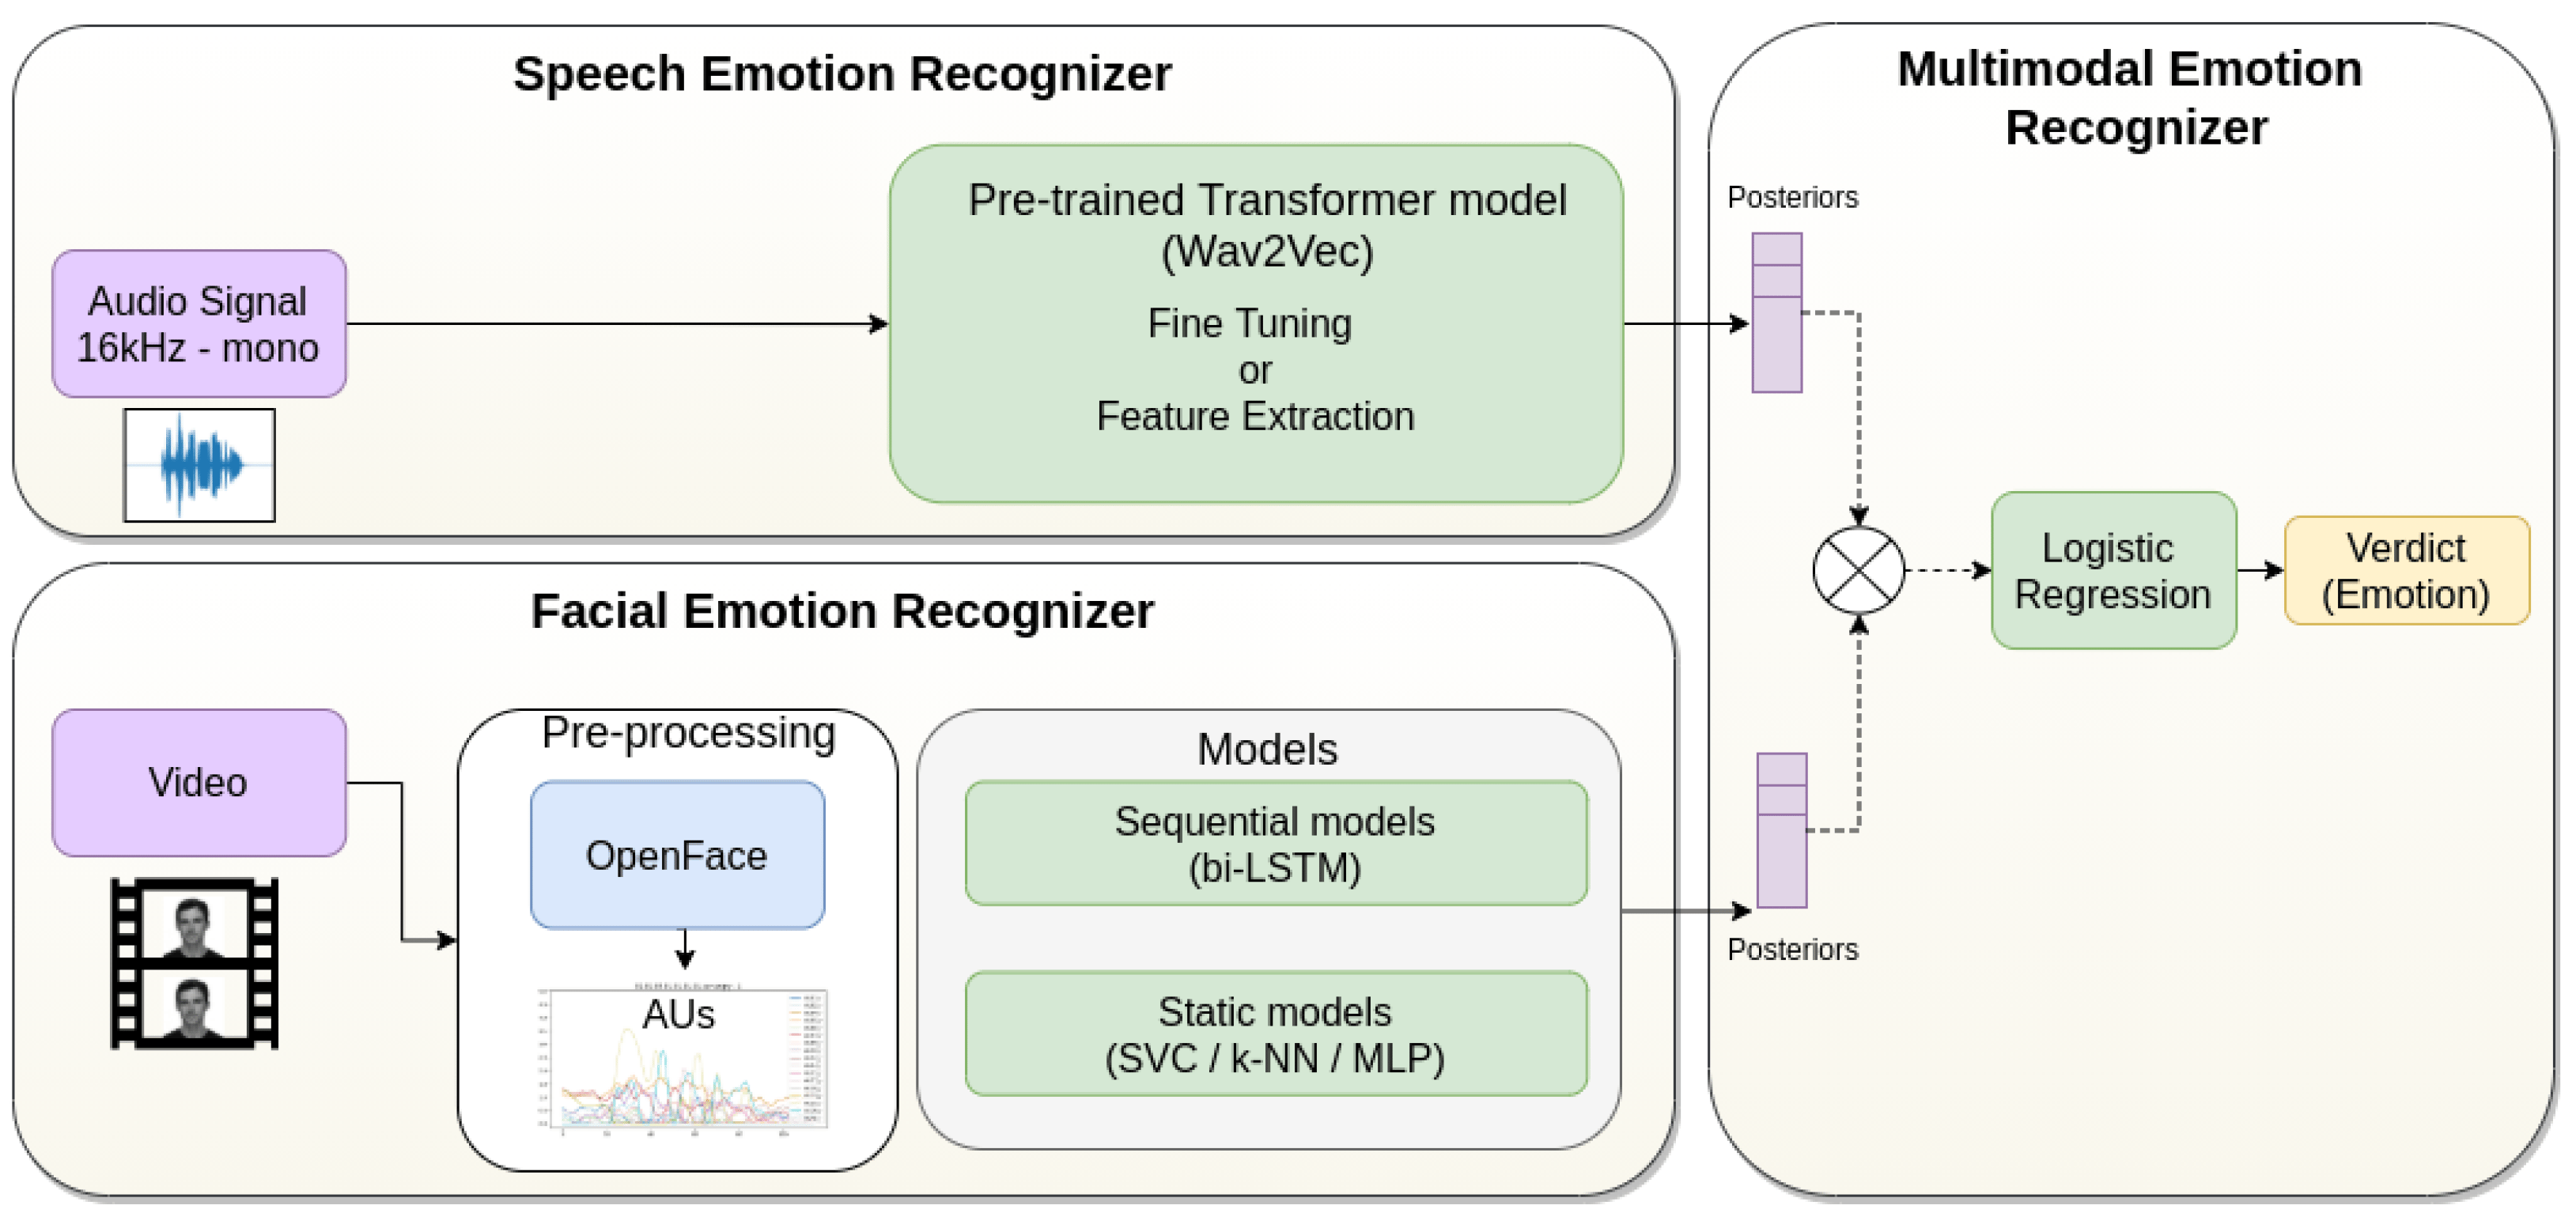 Speech Emotion Recognizer
Audio Signal
16kHz - mono
Pre-trained Transformer model
(Wav2Vec)
Fine Tuning
or
Feature Extraction
Facial Emotion Recognizer
Video
Pre-processing
OpenFace
AUs
Models
Sequential models
(bi-LSTM)
Static models
(SVC / k-NN / MLP)
Multimodal Emotion
Recognizer
Posteriors
Logistic
Regression
Verdict
(Emotion)
Posteriors